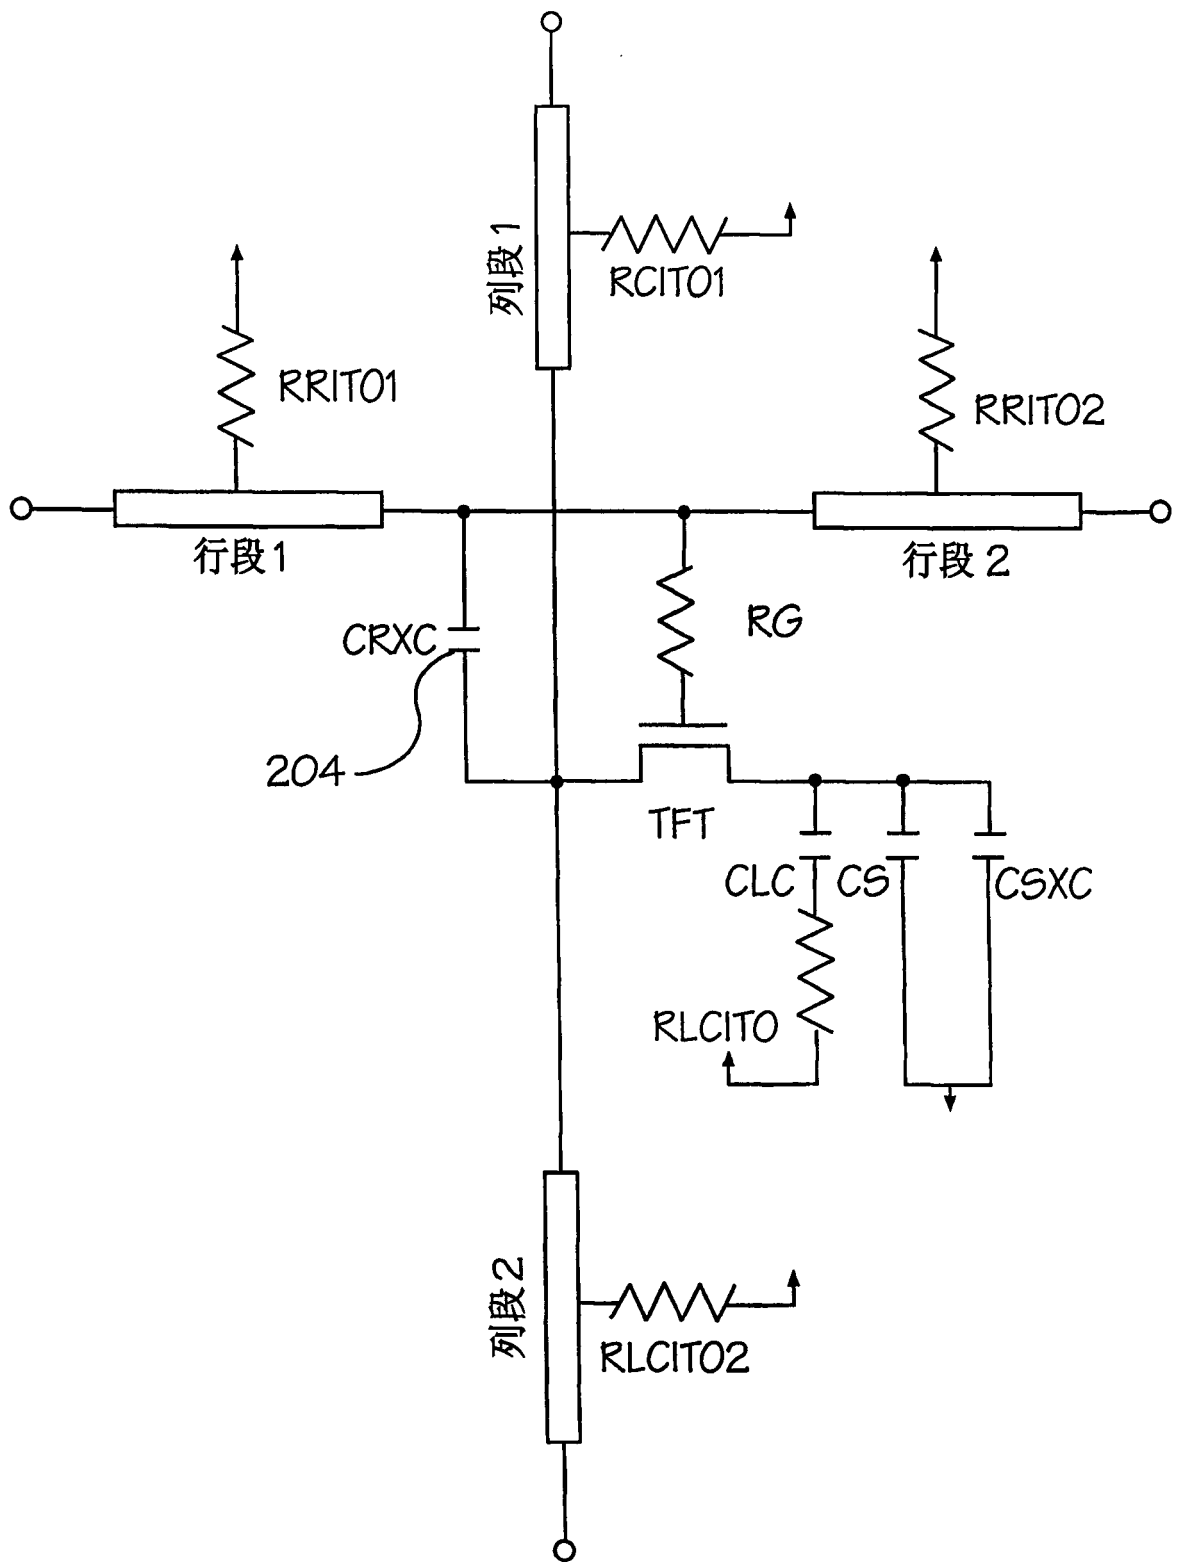 列段1
RCITO1
RRITO1
RRITO2
行段1
行段2
CRXC
RG
204
TFT
CLC
CS
CSXC
RLCITO
列段2
RLCITO2